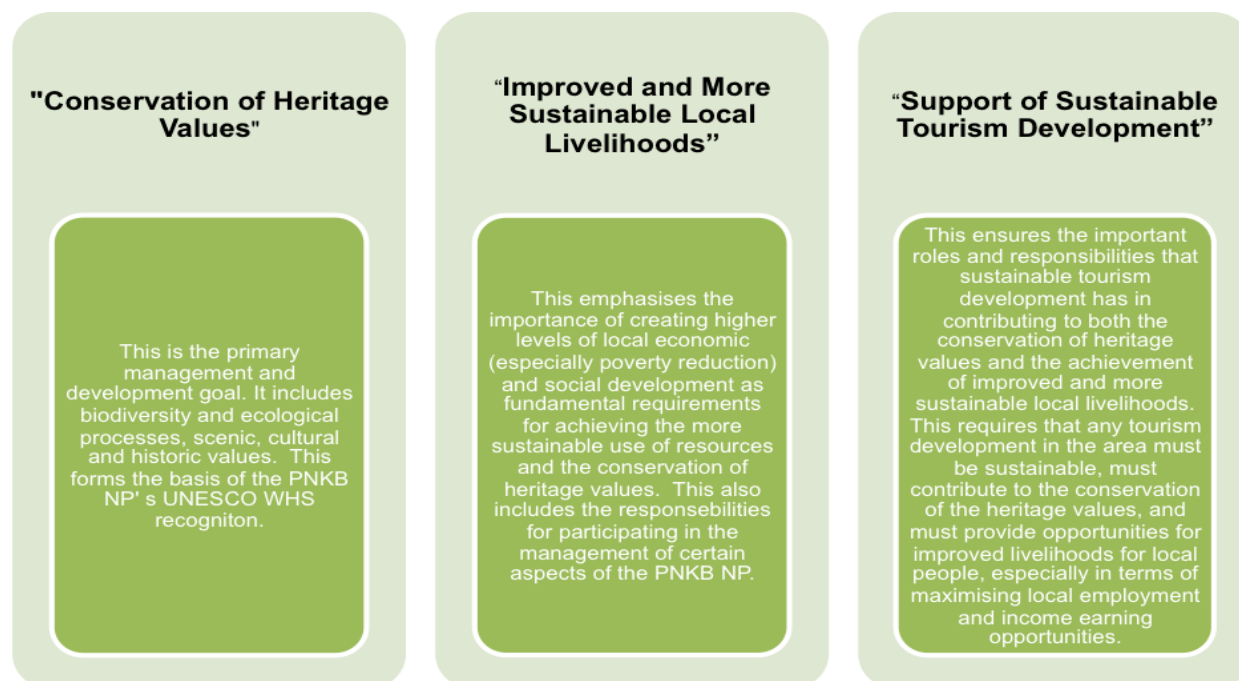 "Conservation of Heritage
Values"
This is the primary
management and
development goal. It includes
biodiversity and ecological
processes, scenic, cultural
and historic values.  This
forms the basis of the PNKB
NP' s UNESCO WHS
recogniton.
“Improved and More
Sustainable Local
Livelihoods”
This emphasises the
importance of creating higher
levels of local economic
(especially poverty reduction)
and social development as
fundamental requirements
for achieving the more
sustainable use of resources
and the conservation of
heritage values.  This also
includes the responsebilities
for participating in the
management of certain
aspects of the PNKB NP.
“Support of Sustainable
Tourism Development”
This ensures the important
roles and responsibilities that
sustainable tourism
development has in
contributing to both the
conservation of heritage
values and the achievement
of improved and more
sustainable local livelihoods.
This requires that any tourism
development in the area must
be sustainable, must
contribute to the conservation
of the heritage values, and
must provide opportunities for
improved livelihoods for local
people, especially in terms of
maximising local employment
and income earning
opportunities.